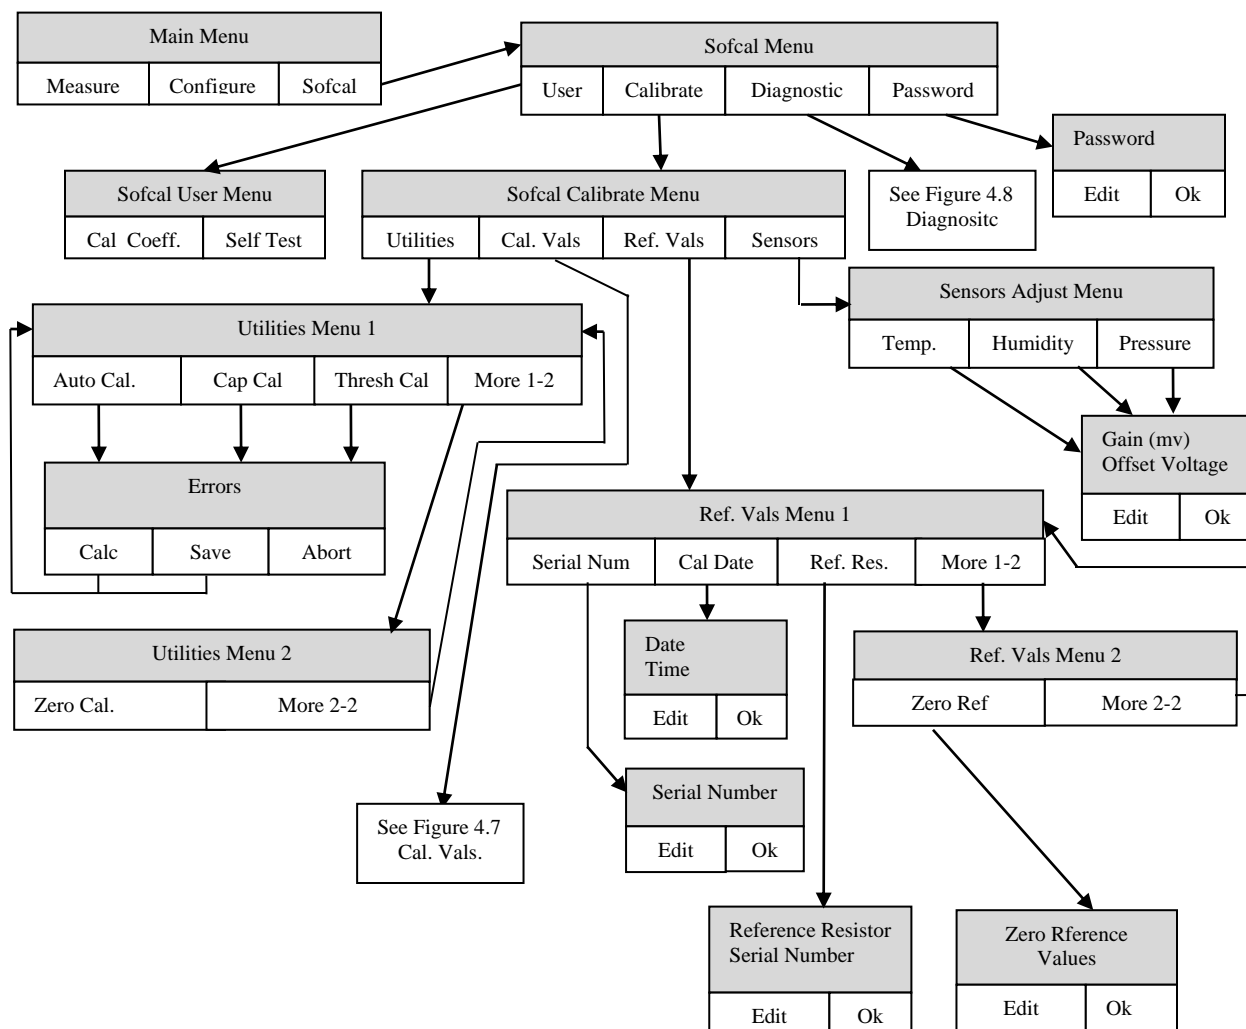 Main Menu
Measure Configure Sofcal
Sofcal Menu
User Calibrate Diagnostic Password
Password
Edit Ok
Sofcal User Menu
Cal Coeff. Self Test
Sofcal Calibrate Menu
Utilities Cal. Vals Ref. Vals Sensors
See Figure 4.8
Diagnositc
Sensors Adjust Menu
Temp. Humidity Pressure
Utilities Menu 1
Auto Cal. Cap Cal Thresh Cal More 1-2
Gain (mv)
Offset Voltage
Edit Ok
Errors
Calc Save Abort
Ref. Vals Menu 1
Serial Num Cal Date Ref. Res. More 1-2
Utilities Menu 2
Zero Cal. More 2-2
Date
Time
Edit Ok
Ref. Vals Menu 2
Zero Ref More 2-2
Serial Number
Edit Ok
See Figure 4.7
Cal. Vals.
Reference Resistor
Serial Number
Edit Ok
Zero Rference
Values
Edit Ok